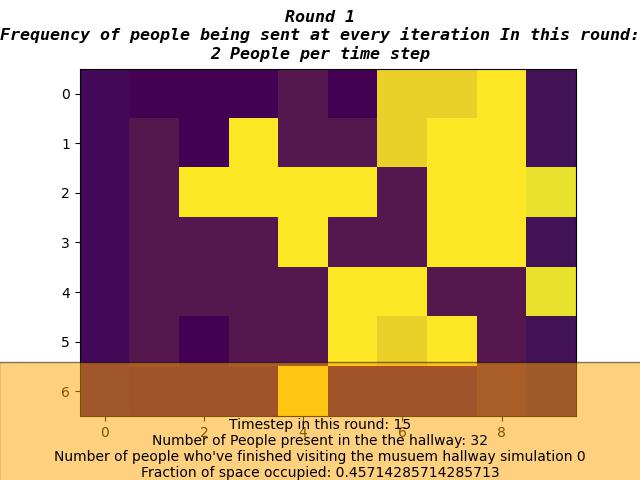 Round 1
Frequency of people being sent at every iteration In this round:
2 People per time step
0
1
2
3
4
5
6
0 2 4 6 8
Timestep in this round: 15
Number of People present in the the hallway: 32
Number of people who've finished visiting the musuem hallway simulation 0
Fraction of space occupied: 0.45714285714285713